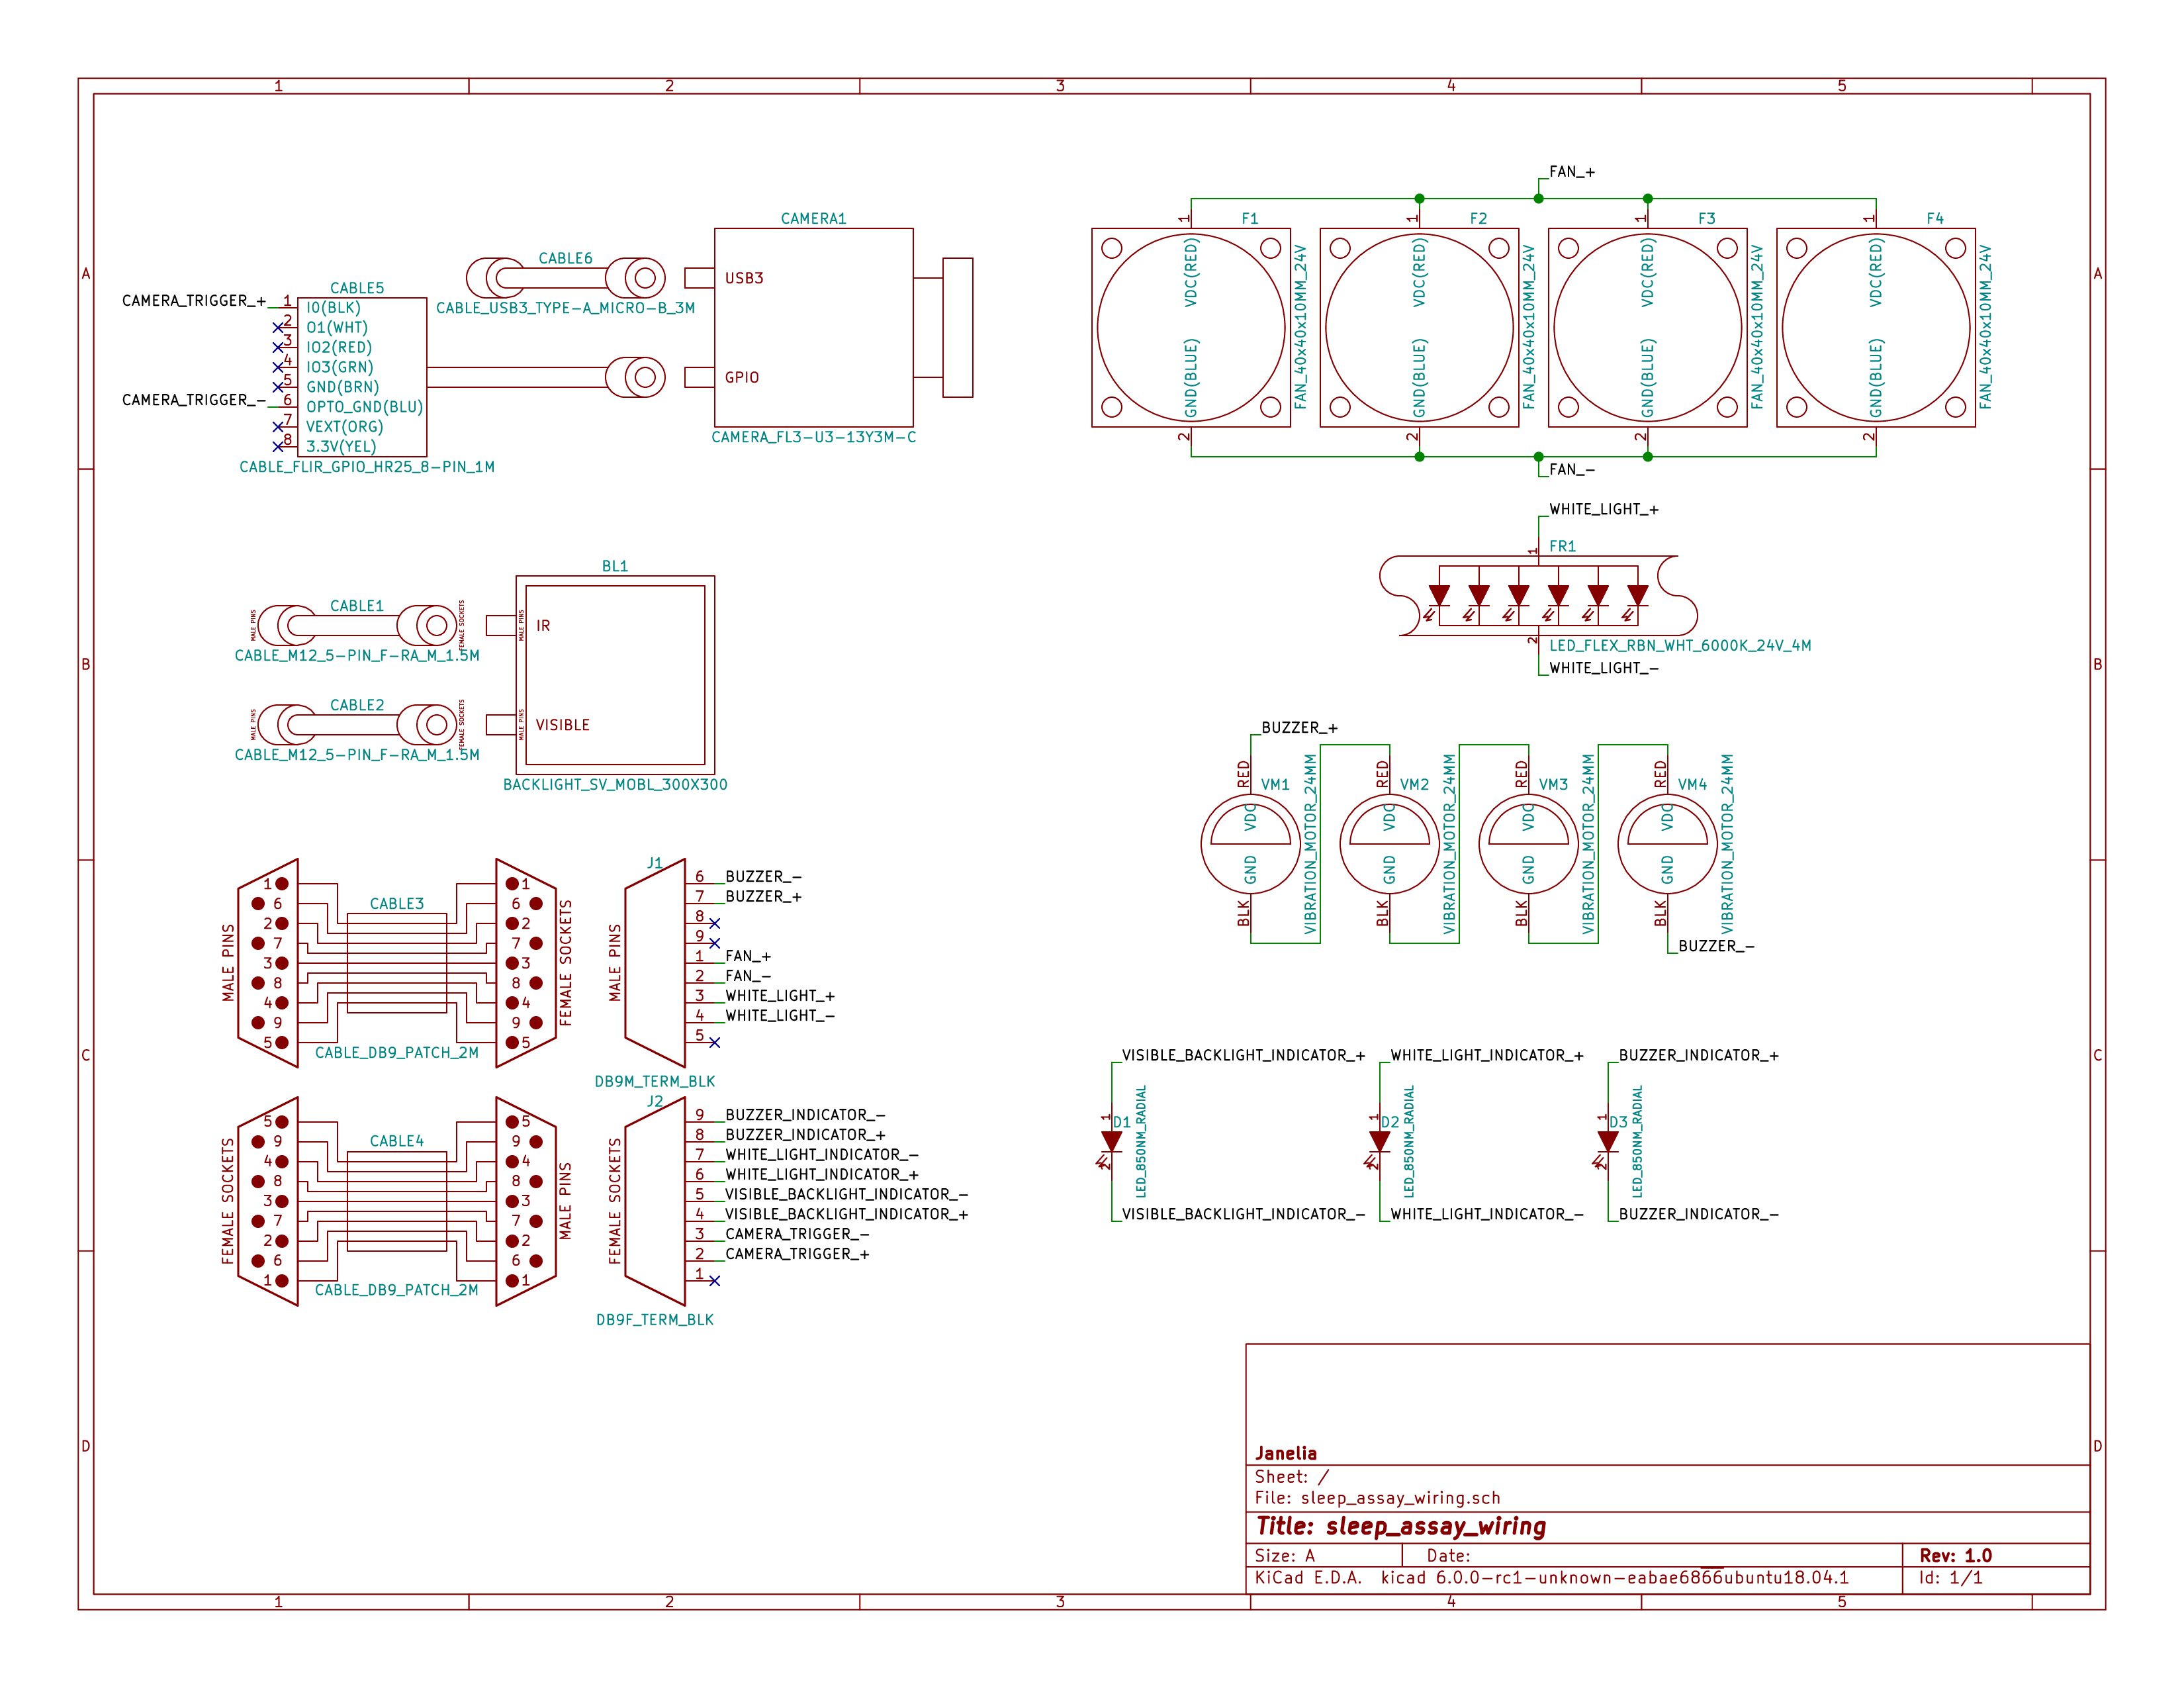 1 2 3 4 5
A A
B B
C C
D D
1 2 3 4 5
CABLE5
CAMERA_TRIGGER_+
1 I0(BLK)
2 O1(WHT)
3 IO2(RED)
4 IO3(GRN)
5 GND(BRN)
CAMERA_TRIGGER_-
6 OPTO_GND(BLU)
7 VEXT(ORG)
8 3.3V(YEL)
CABLE_FLIR_GPIO_HR25_8-PIN_1M
CABLE6
CABLE_USB3_TYPE-A_MICRO-B_3M
CAMERA1
USB3
GPIO
CAMERA_FL3-U3-13Y3M-C
FAN_+
F1
1
VDC(RED)
GND(BLUE)
2
FAN_40x40x10MM_24V
F2
1
VDC(RED)
GND(BLUE)
2
FAN_40x40x10MM_24V
F3
1
VDC(RED)
GND(BLUE)
2
FAN_40x40x10MM_24V
F4
1
VDC(RED)
GND(BLUE)
2
FAN_40x40x10MM_24V
FAN_-
WHITE_LIGHT_+
FR1
1
2
LED_FLEX_RBN_WHT_6000K_24V_4M
WHITE_LIGHT_-
CABLE1
MALE PINS
FEMALE SOCKETS
CABLE_M12_5-PIN_F-RA_M_1.5M
CABLE2
MALE PINS
FEMALE SOCKETS
CABLE_M12_5-PIN_F-RA_M_1.5M
BL1
MALE PINS
IR
MALE PINS
VISIBLE
BACKLIGHT_SV_MOBL_300X300
BUZZER_+
VM1
RED
VDC
GND
BLK
VIBRATION_MOTOR_24MM
VM2
RED
VDC
GND
BLK
VIBRATION_MOTOR_24MM
VM3
RED
VDC
GND
BLK
VIBRATION_MOTOR_24MM
VM4
RED
VDC
GND
BLK
VIBRATION_MOTOR_24MM
BUZZER_-
CABLE3
MALE PINS
FEMALE SOCKETS
1 1
6 6
2 2
7 7
3 3
8 8
4 4
9 9
5 5
CABLE_DB9_PATCH_2M
J1
MALE PINS
6 BUZZER_-
7 BUZZER_+
8
9
1 FAN_+
2 FAN_-
3 WHITE_LIGHT_+
4 WHITE_LIGHT_-
5
DB9M_TERM_BLK
CABLE4
FEMALE SOCKETS
MALE PINS
5 5
9 9
4 4
8 8
3 3
7 7
2 2
6 6
1 1
CABLE_DB9_PATCH_2M
J2
FEMALE SOCKETS
9 BUZZER_INDICATOR_-
8 BUZZER_INDICATOR_+
7 WHITE_LIGHT_INDICATOR_-
6 WHITE_LIGHT_INDICATOR_+
5 VISIBLE_BACKLIGHT_INDICATOR_-
4 VISIBLE_BACKLIGHT_INDICATOR_+
3 CAMERA_TRIGGER_-
2 CAMERA_TRIGGER_+
1
DB9F_TERM_BLK
VISIBLE_BACKLIGHT_INDICATOR_+
D1
1
2
LED_850NM_RADIAL
VISIBLE_BACKLIGHT_INDICATOR_-
WHITE_LIGHT_INDICATOR_+
D2
1
2
LED_850NM_RADIAL
WHITE_LIGHT_INDICATOR_-
BUZZER_INDICATOR_+
D3
1
2
LED_850NM_RADIAL
BUZZER_INDICATOR_-
Janelia
Sheet: /
File: sleep_assay_wiring.sch
Title: sleep_assay_wiring
Size: A Date: Rev: 1.0
KiCad E.D.A. kicad 6.0.0-rc1-unknown-eabae6866ubuntu18.04.1 Id: 1/1